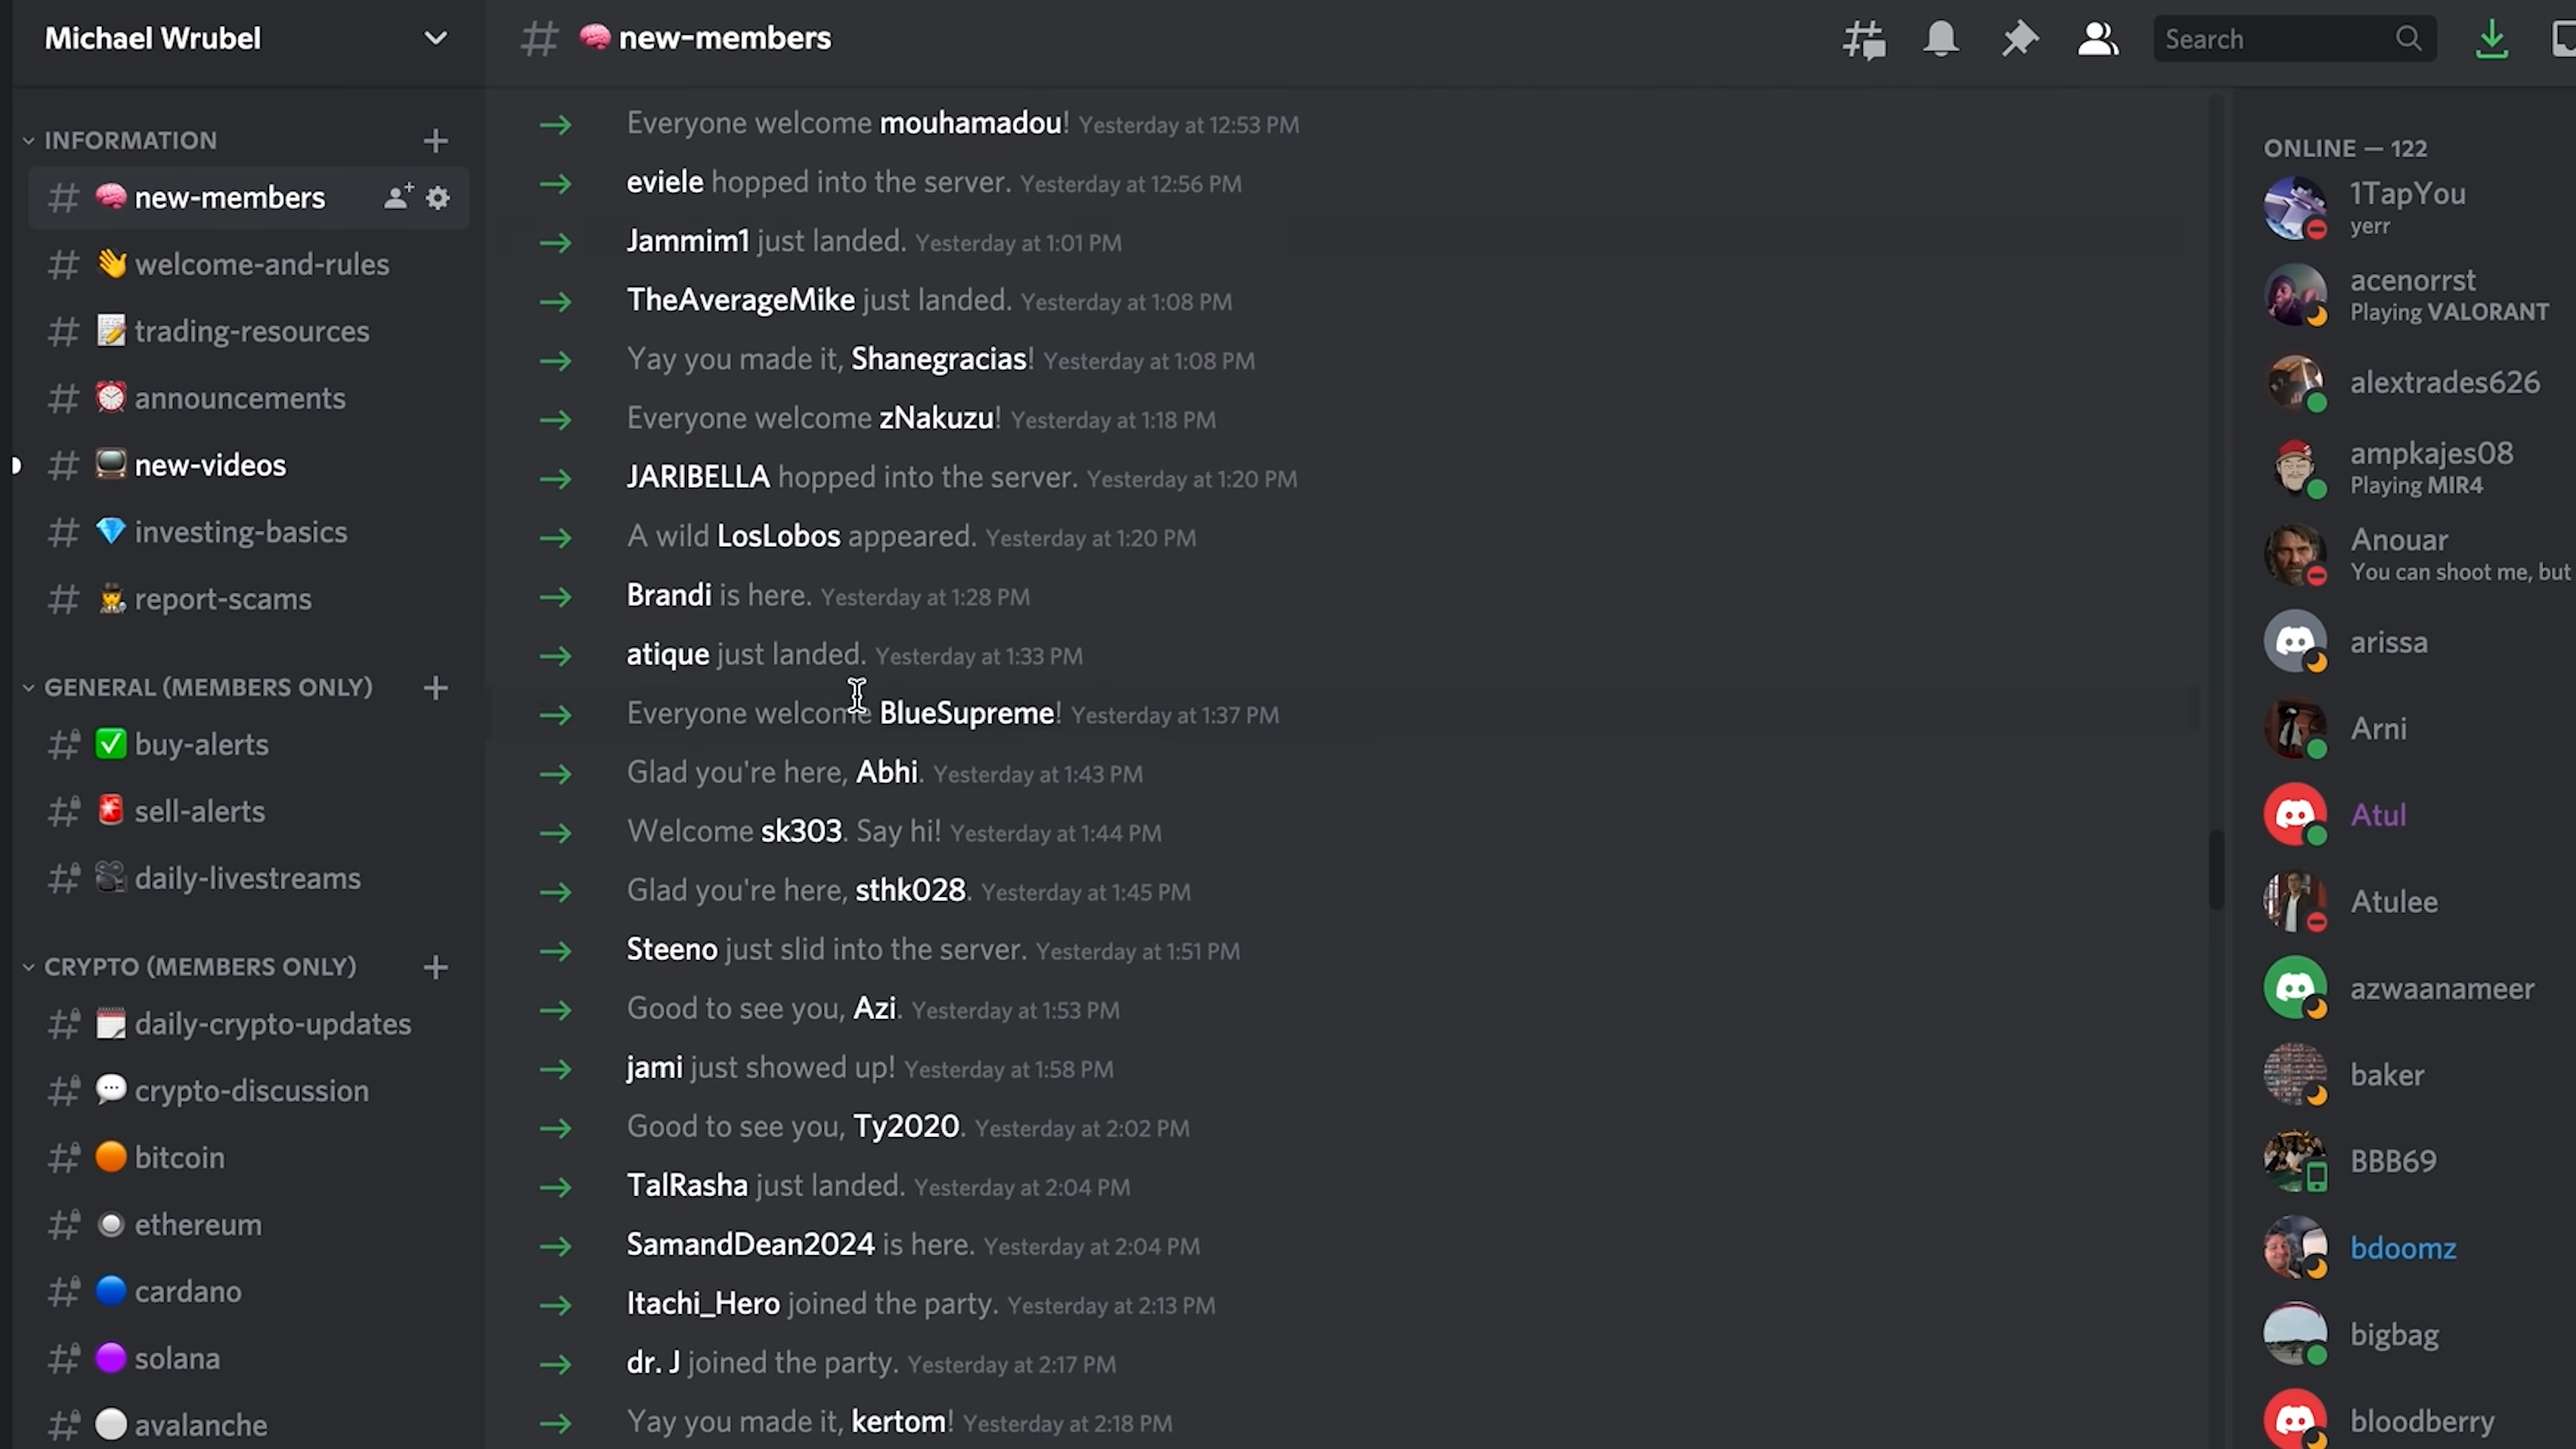 Michael Wrubel
INFORMATION
new-members
welcome-and-rules
trading-resources
announcements
new-videos
investing-basics
report-scams
GENERAL (MEMBERS ONLY)
buy-alerts
sell-alerts
daily-livestreams
CRYPTO (MEMBERS ONLY)
daily-crypto-updates
crypto-discussion
bitcoin
ethereum
cardano
solana
avalanche
new-members
Search
Everyone welcome mouhamadou! Yesterday at 12:53 PM
eviele hopped into the server. Yesterday at 12:56 PM
Jammim1 just landed. Yesterday at 1:01 PM
TheAverageMike just landed. Yesterday at 1:08 PM
Yay you made it, Shanegracias! Yesterday at 1:08 PM
Everyone welcome zNakuzu! Yesterday at 1:18 PM
JARIBELLA hopped into the server. Yesterday at 1:20 PM
A wild LosLobos appeared. Yesterday at 1:20 PM
Brandi is here. Yesterday at 1:28 PM
atique just landed. Yesterday at 1:33 PM
Everyone welcome BlueSupreme! Yesterday at 1:37 PM
Glad you're here, Abhi. Yesterday at 1:43 PM
Welcome sk303. Say hi! Yesterday at 1:44 PM
Glad you're here, sthk028. Yesterday at 1:45 PM
Steeno just slid into the server. Yesterday at 1:51 PM
Good to see you, Azi. Yesterday at 1:53 PM
jami just showed up! Yesterday at 1:58 PM
Good to see you, Ty2020. Yesterday at 2:02 PM
TalRasha just landed. Yesterday at 2:04 PM
SamandDean2024 is here. Yesterday at 2:04 PM
Itachi_Hero joined the party. Yesterday at 2:13 PM
dr. J joined the party. Yesterday at 2:17 PM
Yay you made it, kertom! Yesterday at 2:18 PM
ONLINE — 122
1TapYou
yerr
acenorrst
Playing VALORANT
alextrades626
ampkajes08
Playing MIR4
Anouar
You can shoot me, but
arissa
Arni
Atul
Atulee
azwaanameer
baker
BBB69
bdoomz
bigbag
bloodberry